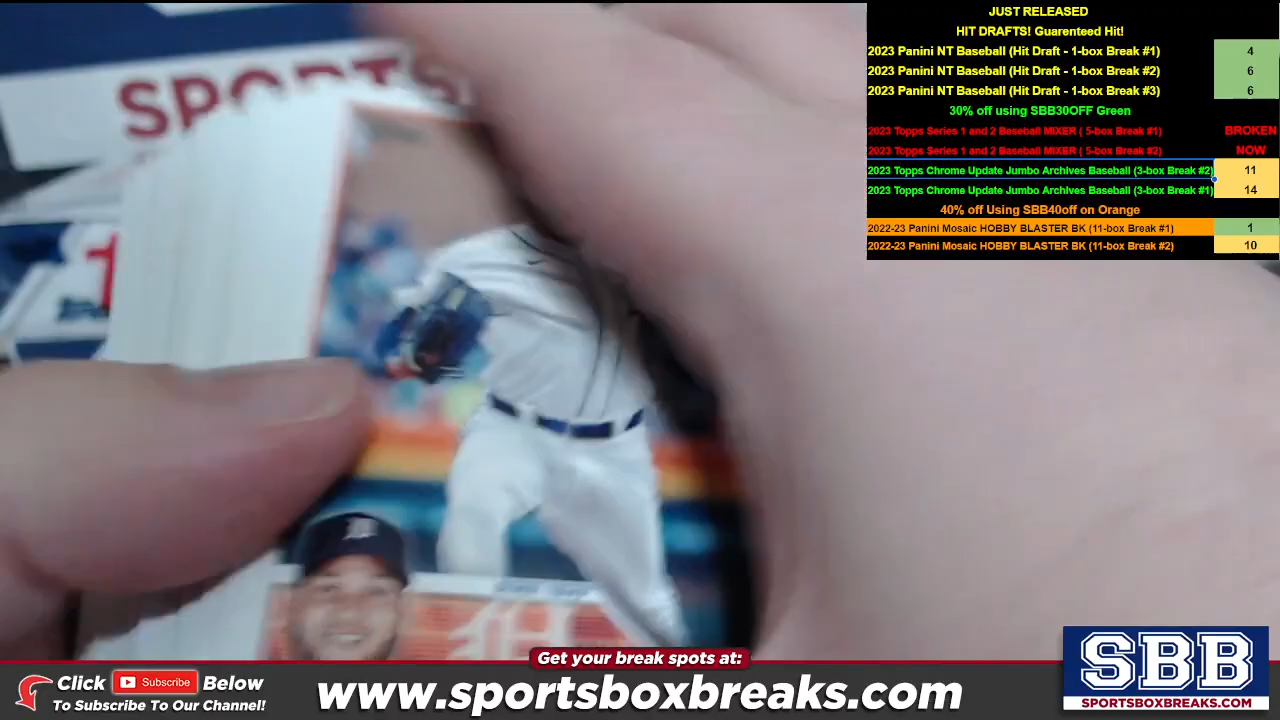 JUST RELEASED
HIT DRAFTS! Guarenteed Hit!
2023 Panini NT Baseball (Hit Draft - 1-box Break #1) 4
2023 Panini NT Baseball (Hit Draft - 1-box Break #2) 6
2023 Panini NT Baseball (Hit Draft - 1-box Break #3) 6
30% off using SBB30OFF Green
2023 Topps Series 1 and 2 Baseball MIXER ( 5-box Break #1) BROKEN
2023 Topps Series 1 and 2 Baseball MIXER ( 5-box Break #2) NOW
2023 Topps Chrome Update Jumbo Archives Baseball (3-box Break #2) 11
2023 Topps Chrome Update Jumbo Archives Baseball (3-box Break #1) 14
40% off Using SBB40off on Orange
2022-23 Panini Mosaic HOBBY BLASTER BK (11-box Break #1) 1
2022-23 Panini Mosaic HOBBY BLASTER BK (11-box Break #2) 10
SPORTS
Get your break spots at:
Click Subscribe Below
To Subscribe To Our Channel!
www.sportsboxbreaks.com
SBB
SPORTSBOXBREAKS.COM